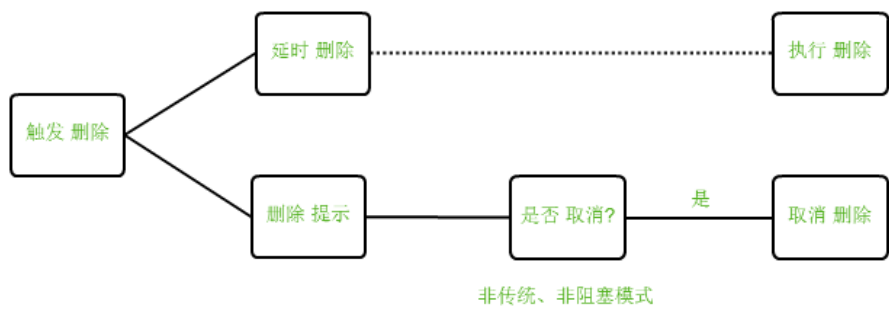 延时 删除
执行 删除
触发 删除
删除 提示
是否 取消?
是
取消 删除
非传统、非阻塞模式